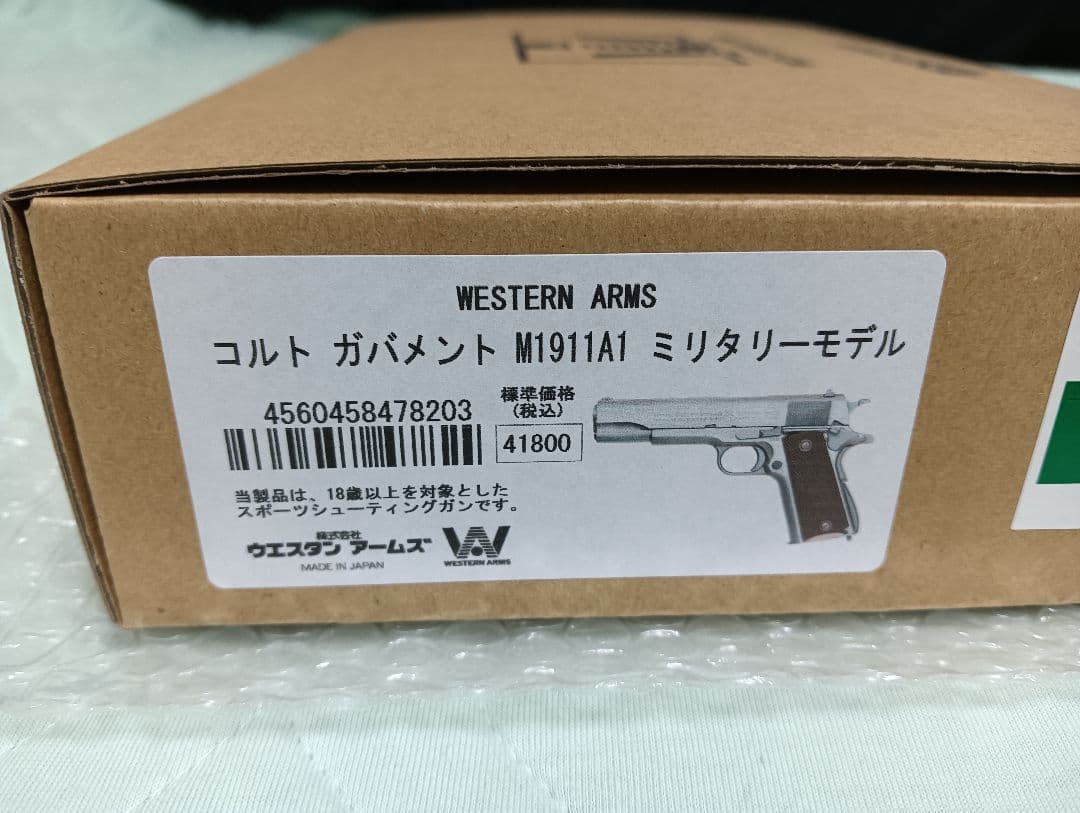 WESTERN ARMS
コルト ガバメント M1911A1 ミリタリーモデル
4560458478203
標準価格
(税込)
41800
当製品は、18歳以上を対象とした
スポーツシューティングガンです。
株式会社
ウエスタン アームズ
MADE IN JAPAN
WESTERN ARMS